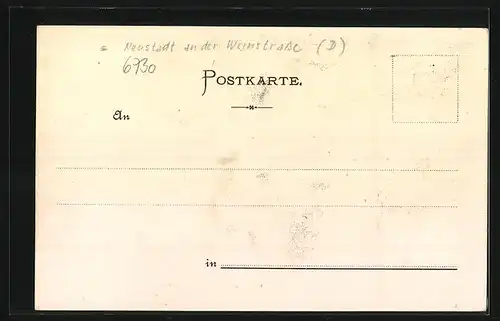 = Neustadt an der Weinstraße (D)
6730
POSTKARTE.
An
in